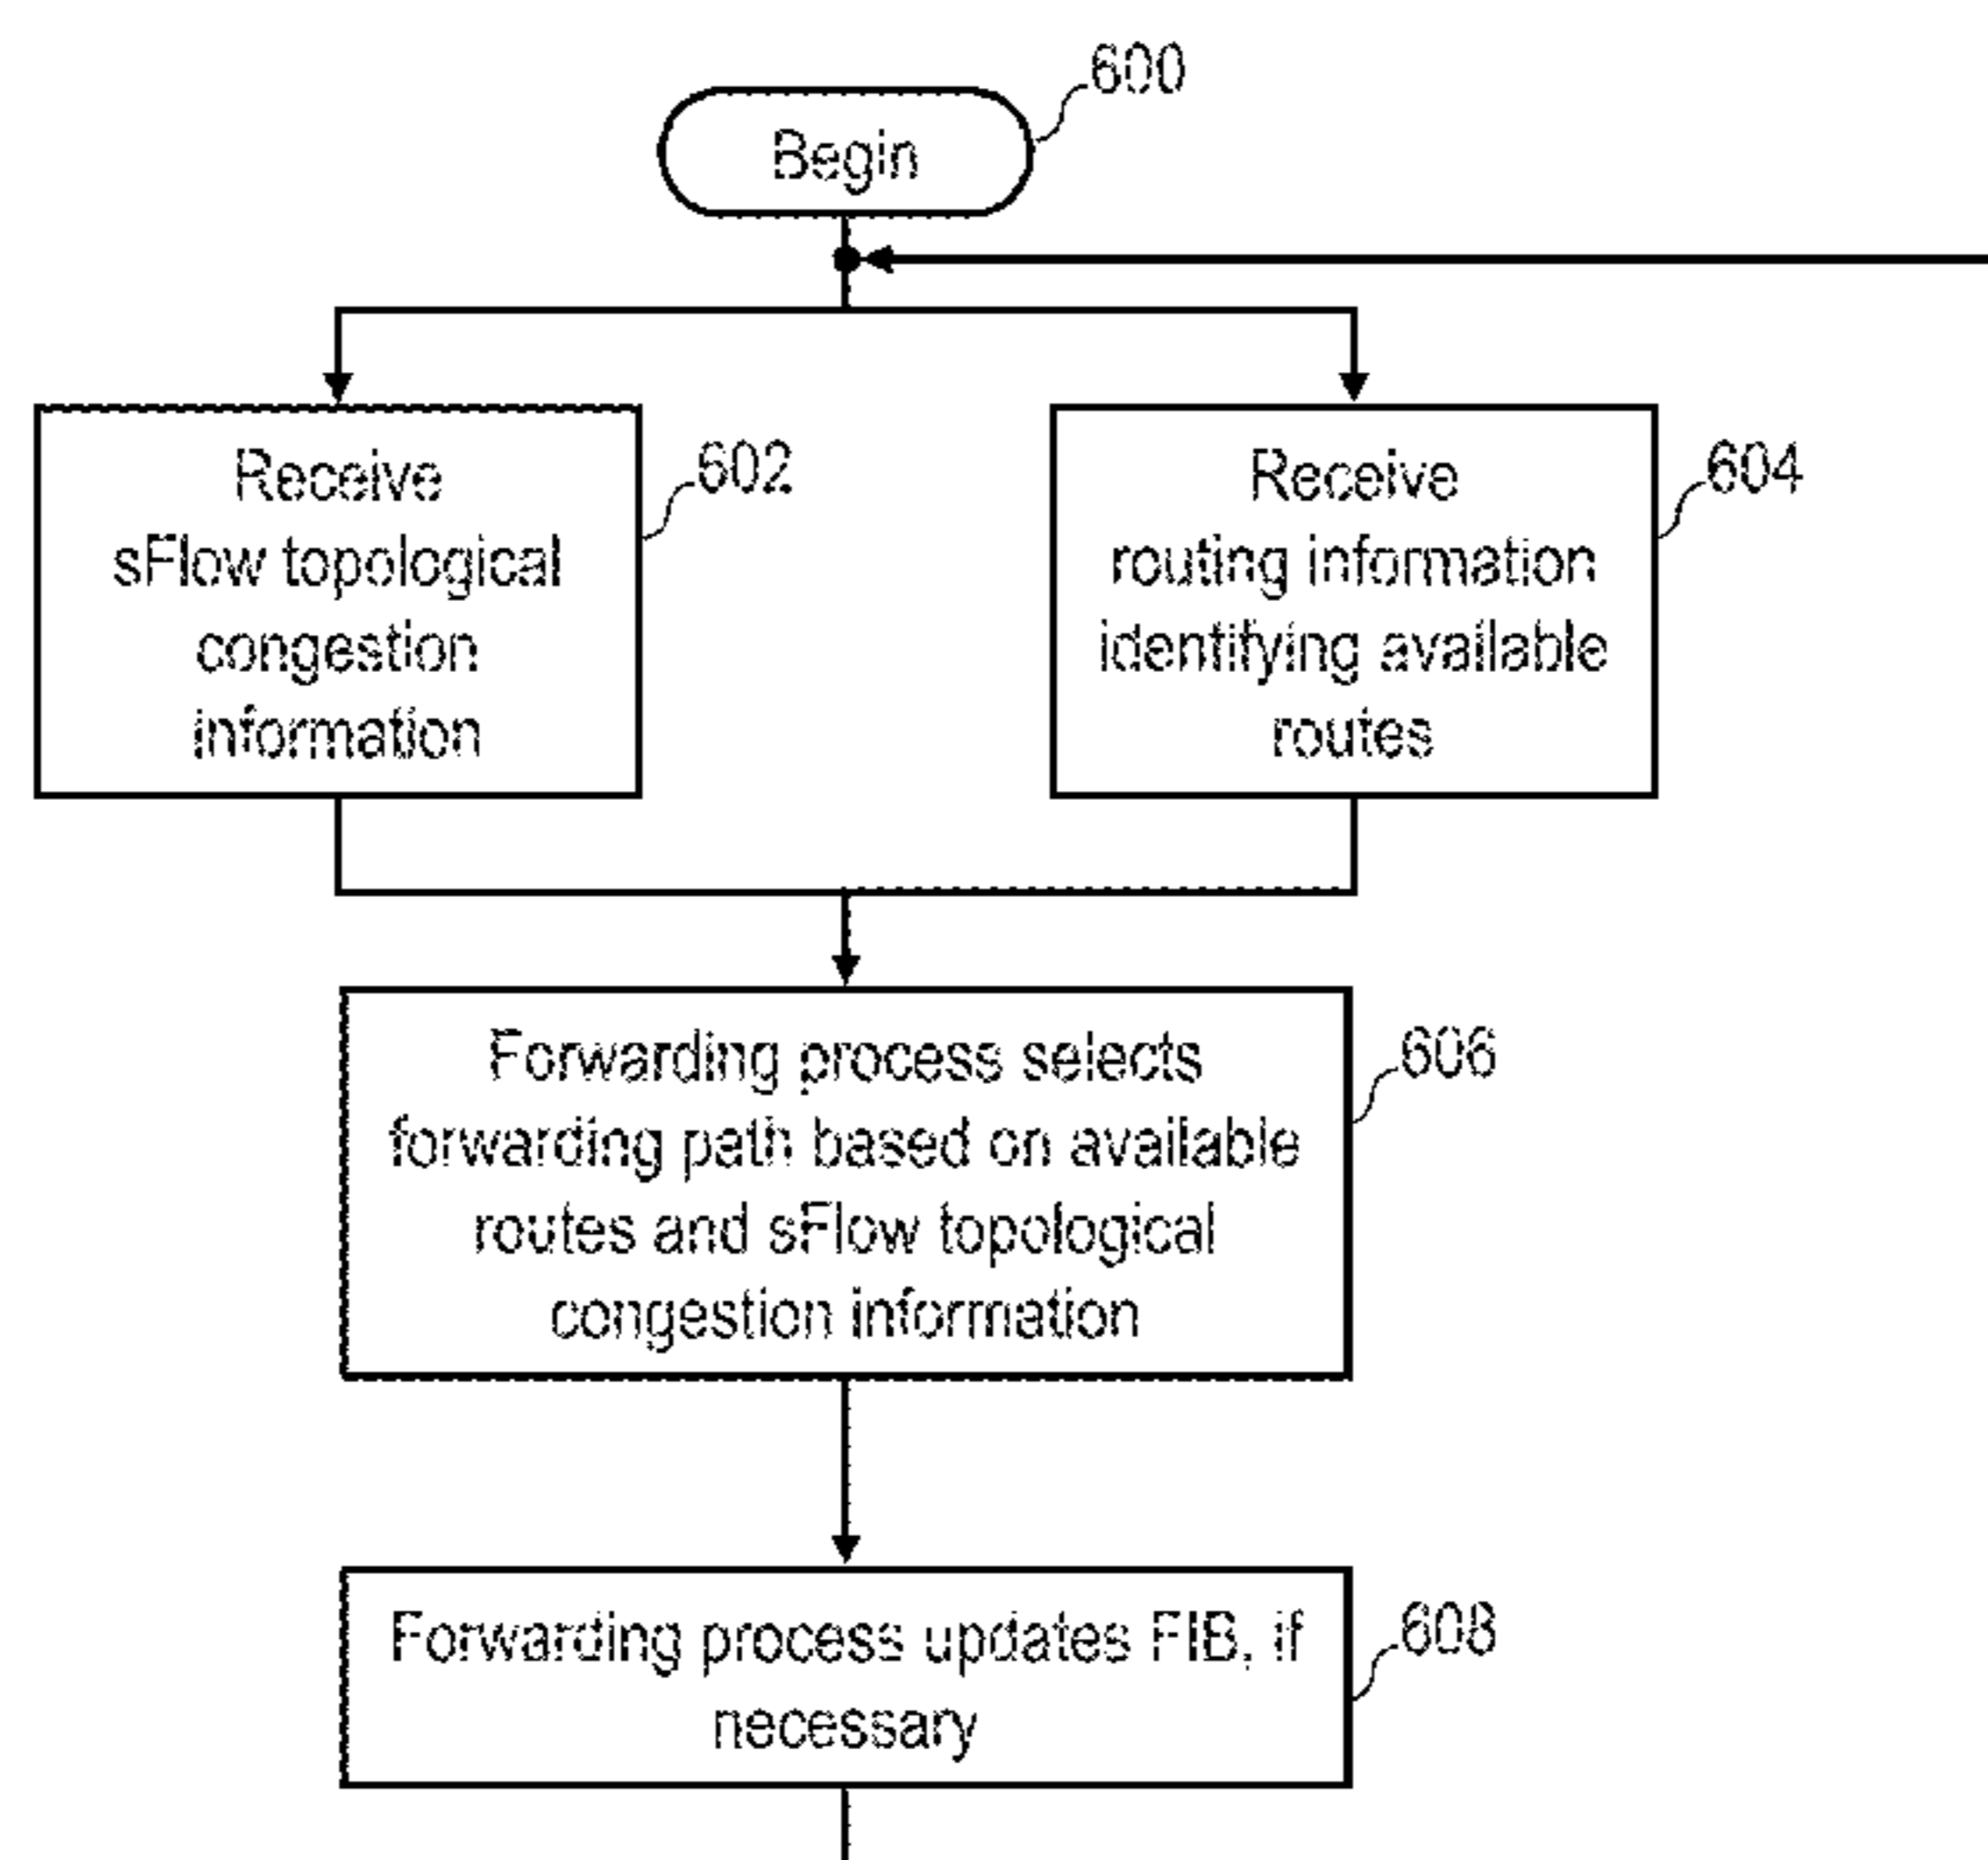 600
Begin
Receive
sFlow topological
congestion
information
602
Receive
routing information
identifying available
routes
604
Forwarding process selects
forwarding path based on available
routes and sFlow topological
congestion information
606
Forwarding process updates FIB, if
necessary
608